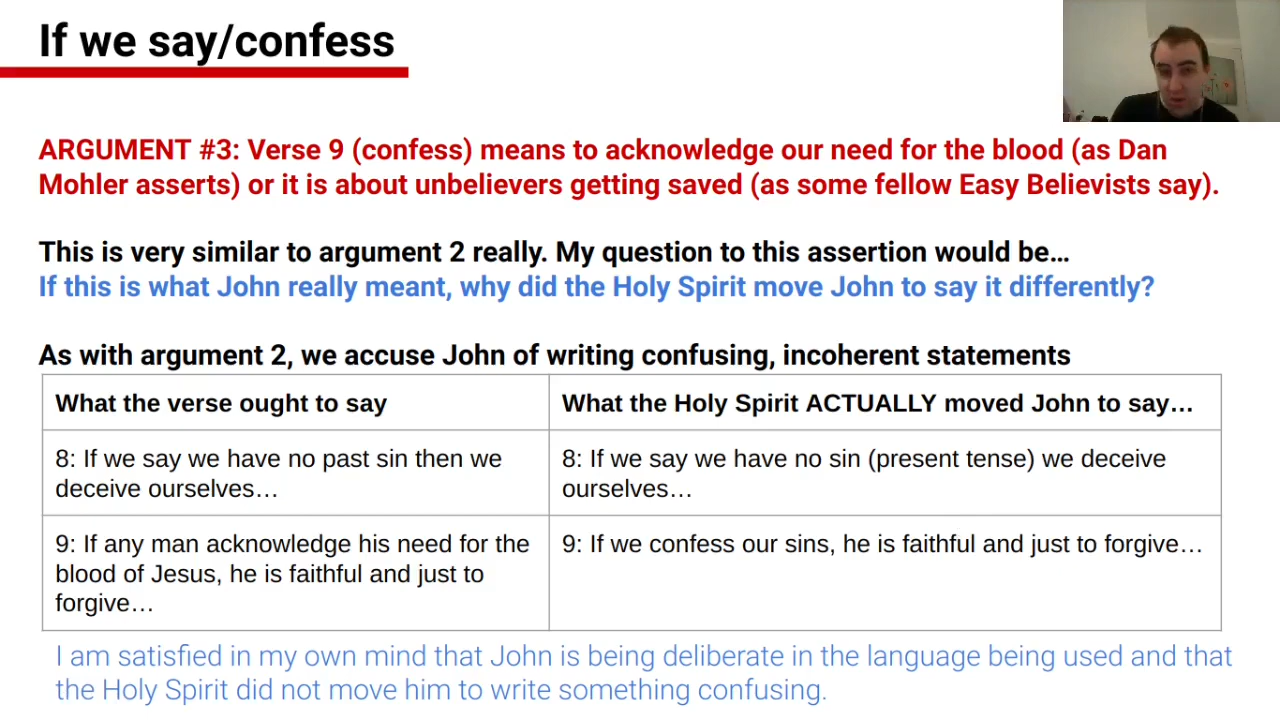 If we say/confess
ARGUMENT #3: Verse 9 (confess) means to acknowledge our need for the blood (as Dan
Mohler asserts) or it is about unbelievers getting saved (as some fellow Easy Believists say).
This is very similar to argument 2 really. My question to this assertion would be…
If this is what John really meant, why did the Holy Spirit move John to say it differently?
As with argument 2, we accuse John of writing confusing, incoherent statements
What the verse ought to say
What the Holy Spirit ACTUALLY moved John to say…
8: If we say we have no past sin then we
deceive ourselves…
8: If we say we have no sin (present tense) we deceive
ourselves…
9: If any man acknowledge his need for the
blood of Jesus, he is faithful and just to
forgive…
9: If we confess our sins, he is faithful and just to forgive…
I am satisfied in my own mind that John is being deliberate in the language being used and that
the Holy Spirit did not move him to write something confusing.